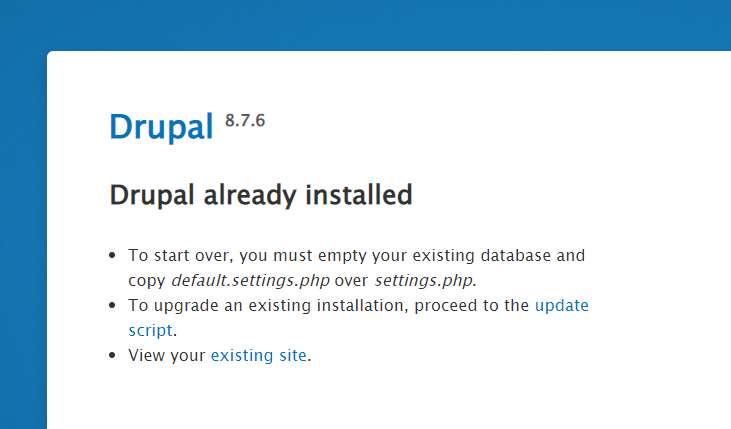 Drupal 8.7.6
Drupal already installed
• To start over, you must empty your existing database and
copy default.settings.php over settings.php.
• To upgrade an existing installation, proceed to the update
script.
• View your existing site.